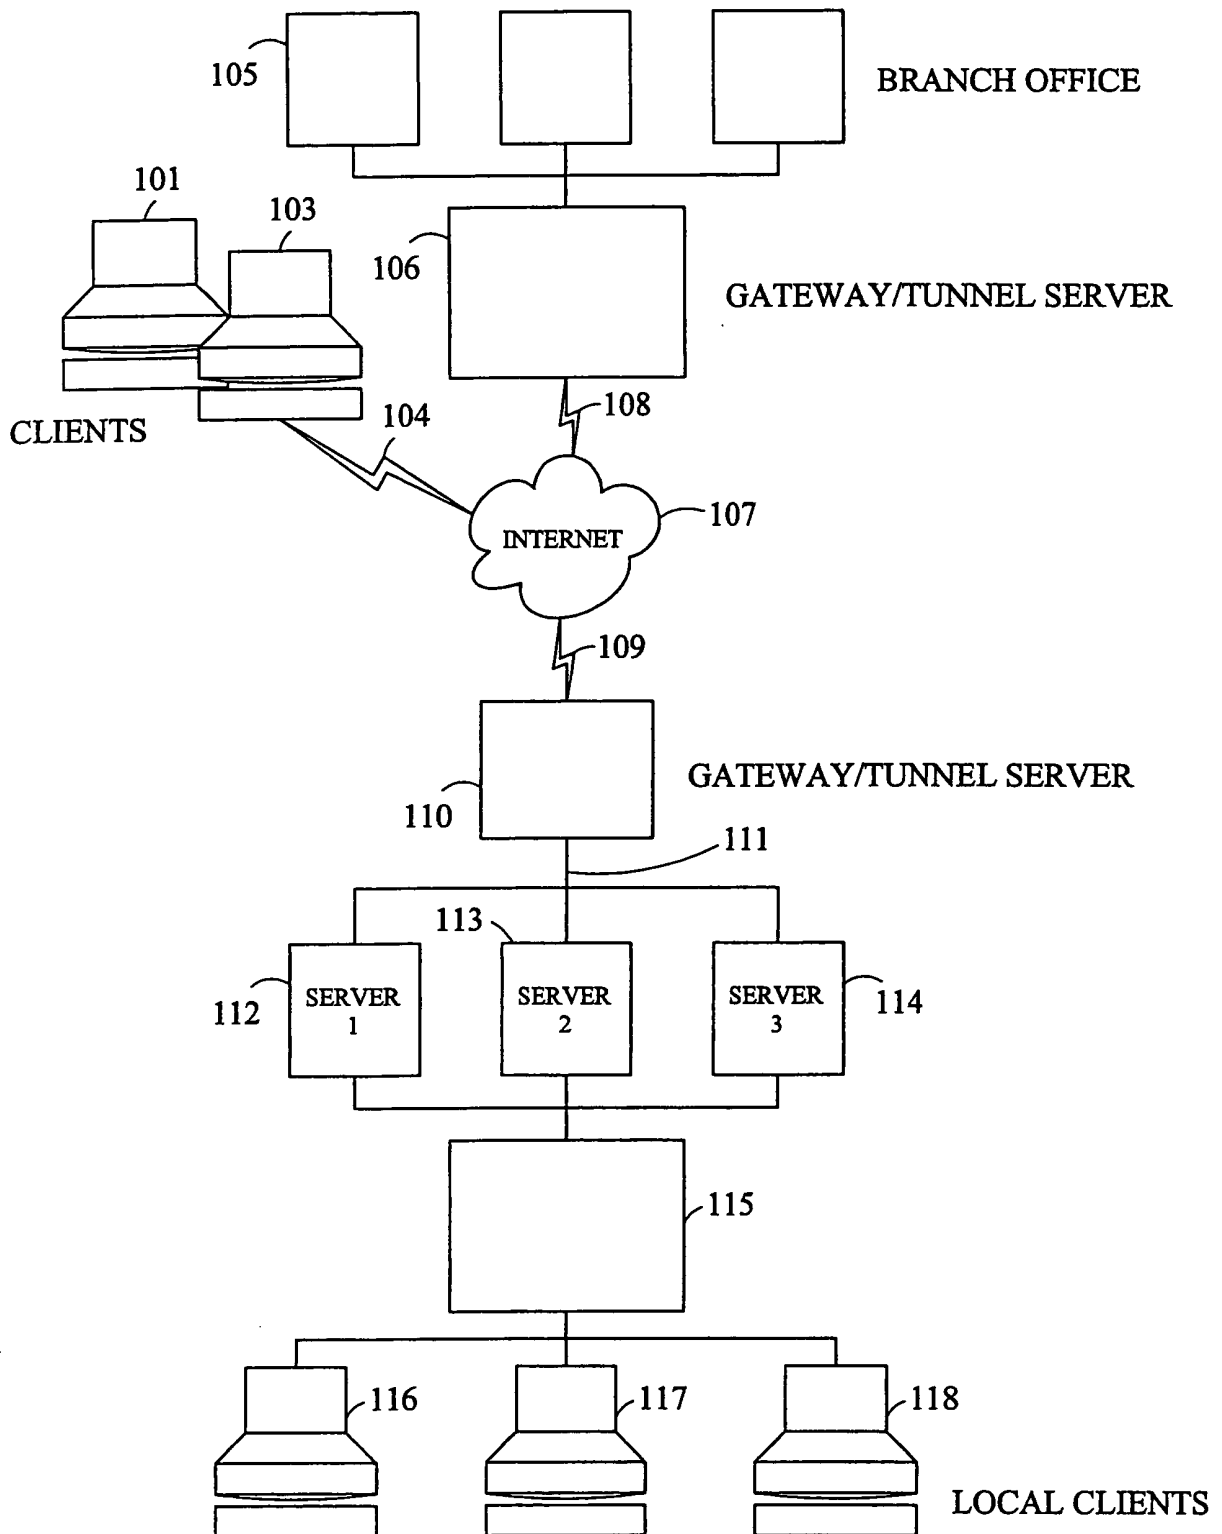 105
BRANCH OFFICE
101
103
106
GATEWAY/TUNNEL SERVER
108
104
CLIENTS
107
INTERNET
109
GATEWAY/TUNNEL SERVER
110
111
113
112
SERVER
1
SERVER
2
SERVER
3
114
115
116
117
118
LOCAL CLIENTS